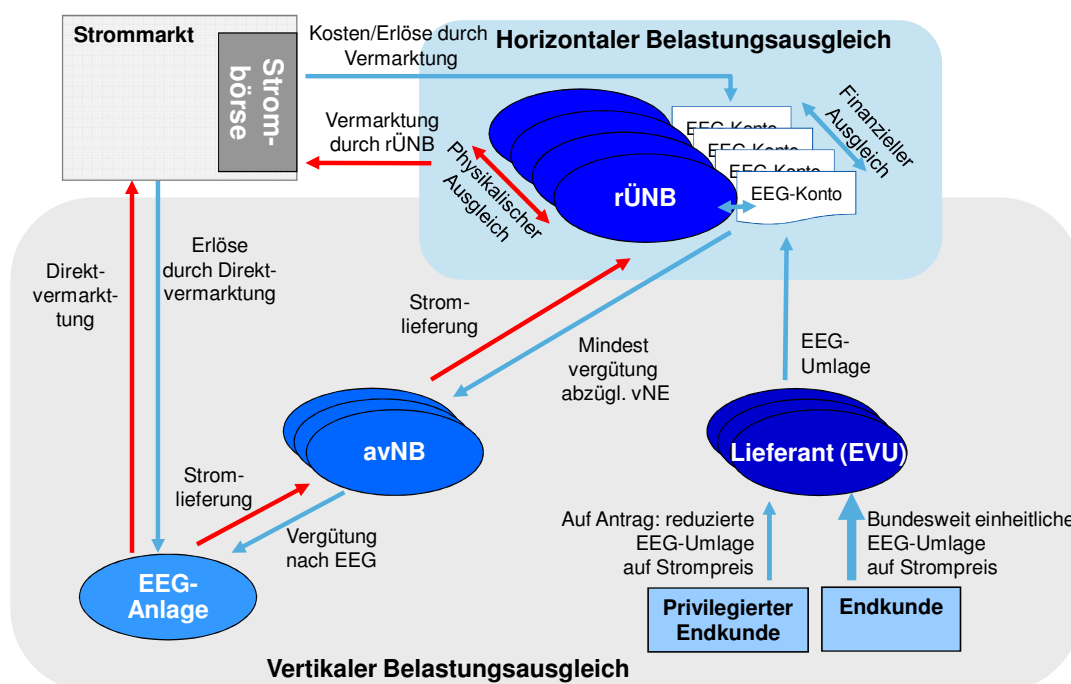 Strommarkt
Strom-
börse
Kosten/Erlöse durch
Vermarktung
Horizontaler Belastungsausgleich
Vermarktung
durch rÜNB
Physikalischer
Ausgleich
rÜNB
EEG-Konto
EEG-Konto
EEG-Konto
EEG-Konto
Finanzieller
Ausgleich
Direkt-
vermarkt-
tung
Erlöse
durch Direkt-
vermarktung
Strom-
lieferung
Mindest
vergütung
abzügl. vNE
EEG-
Umlage
avNB
Lieferant (EVU)
Strom-
lieferung
Vergütung
nach EEG
EEG-
Anlage
Auf Antrag: reduzierte
EEG-Umlage
auf Strompreis
Bundesweit einheitliche
EEG-Umlage
auf Strompreis
Privilegierter
Endkunde
Endkunde
Vertikaler Belastungsausgleich